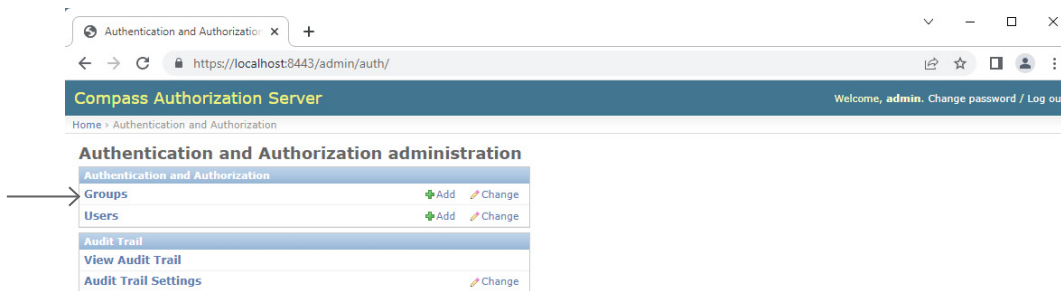 Authentication and Authorization
https://localhost:8443/admin/auth/
Compass Authorization Server
Welcome, admin. Change password / Log ou
Home › Authentication and Authorization
Authentication and Authorization administration
Authentication and Authorization
Groups Add Change
Users Add Change
Audit Trail
View Audit Trail
Audit Trail Settings Change